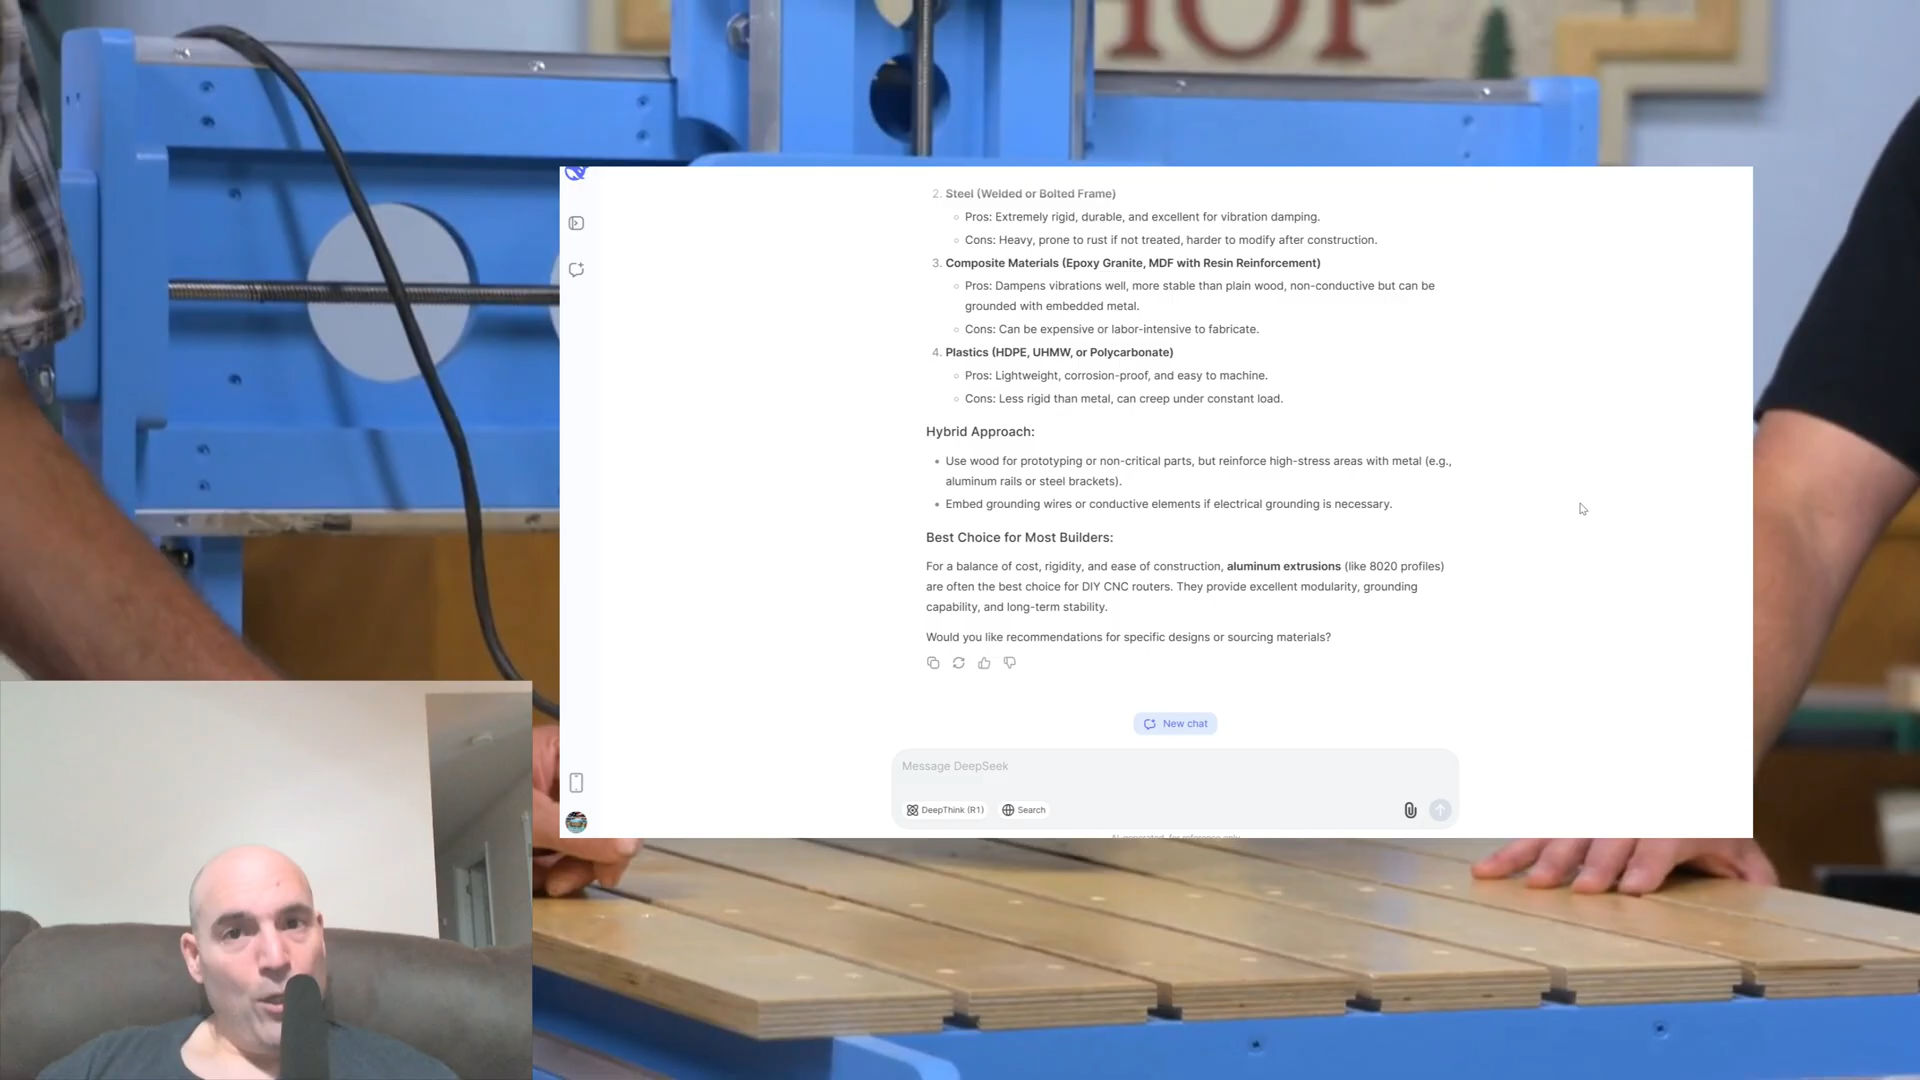 HOP
2. Steel (Welded or Bolted Frame)
Pros: Extremely rigid, durable, and excellent for vibration damping.
Cons: Heavy, prone to rust if not treated, harder to modify after construction.
3. Composite Materials (Epoxy Granite, MDF with Resin Reinforcement)
Pros: Dampens vibrations well, more stable than plain wood, non-conductive but can be
grounded with embedded metal.
Cons: Can be expensive or labor-intensive to fabricate.
4. Plastics (HDPE, UHMW, or Polycarbonate)
Pros: Lightweight, corrosion-proof, and easy to machine.
Cons: Less rigid than metal, can creep under constant load.
Hybrid Approach:
Use wood for prototyping or non-critical parts, but reinforce high-stress areas with metal (e.g.,
aluminum rails or steel brackets).
Embed grounding wires or conductive elements if electrical grounding is necessary.
Best Choice for Most Builders:
For a balance of cost, rigidity, and ease of construction, aluminum extrusions (like 8020 profiles)
are often the best choice for DIY CNC routers. They provide excellent modularity, grounding
capability, and long-term stability.
Would you like recommendations for specific designs or sourcing materials?
New chat
Message DeepSeek
DeepThink (R1)
Search
AI-generated, for reference only